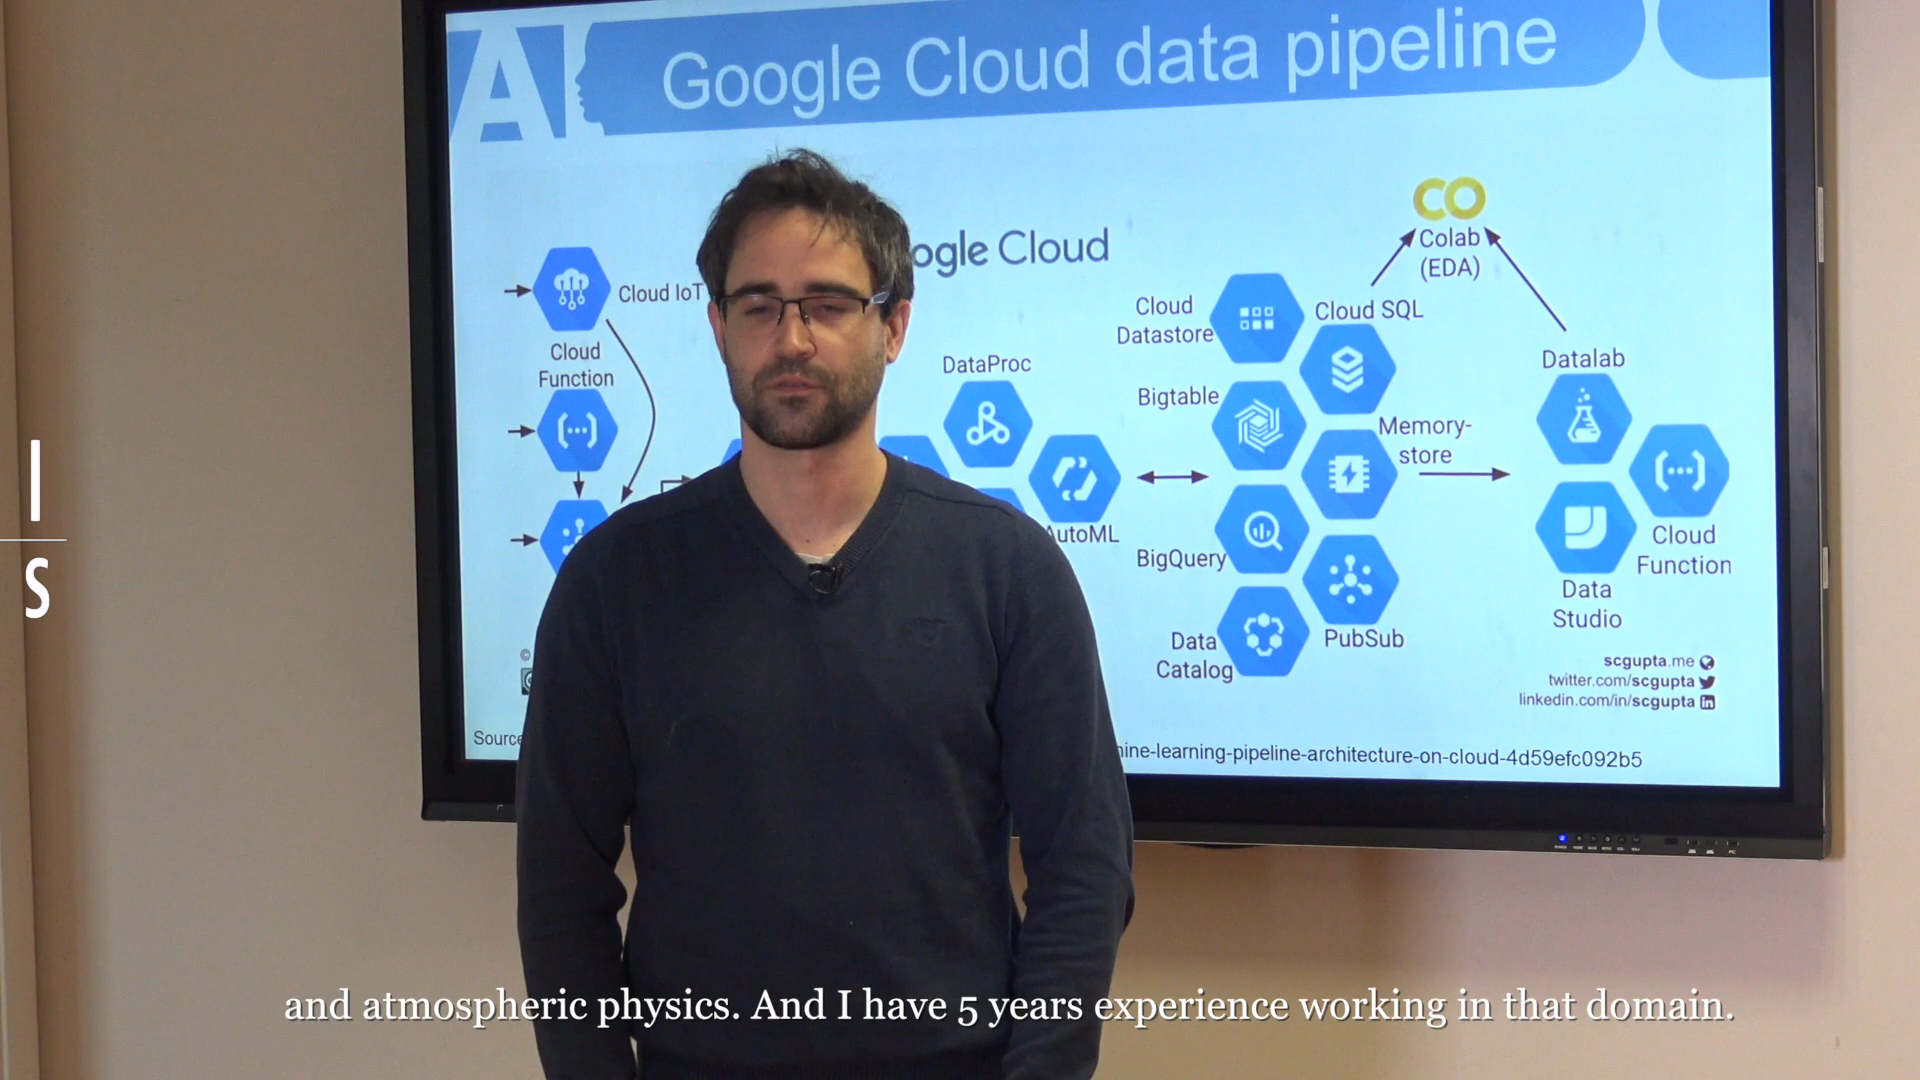 Google Cloud data pipeline
CO
Colab
(EDA)
ogle Cloud
Cloud IoT
Cloud
Function
DataProc
AutoML
Cloud
Datastore
Cloud SQL
Bigtable
Memory-
store
BigQuery
PubSub
Data
Catalog
Datalab
Cloud
Function
Data
Studio
scgupta.me
twitter.com/scgupta
linkedin.com/in/scgupta
Source
ine-learning-pipeline-architecture-on-cloud-4d59efc092b5
I
S
and atmospheric physics. And I have 5 years experience working in that domain.